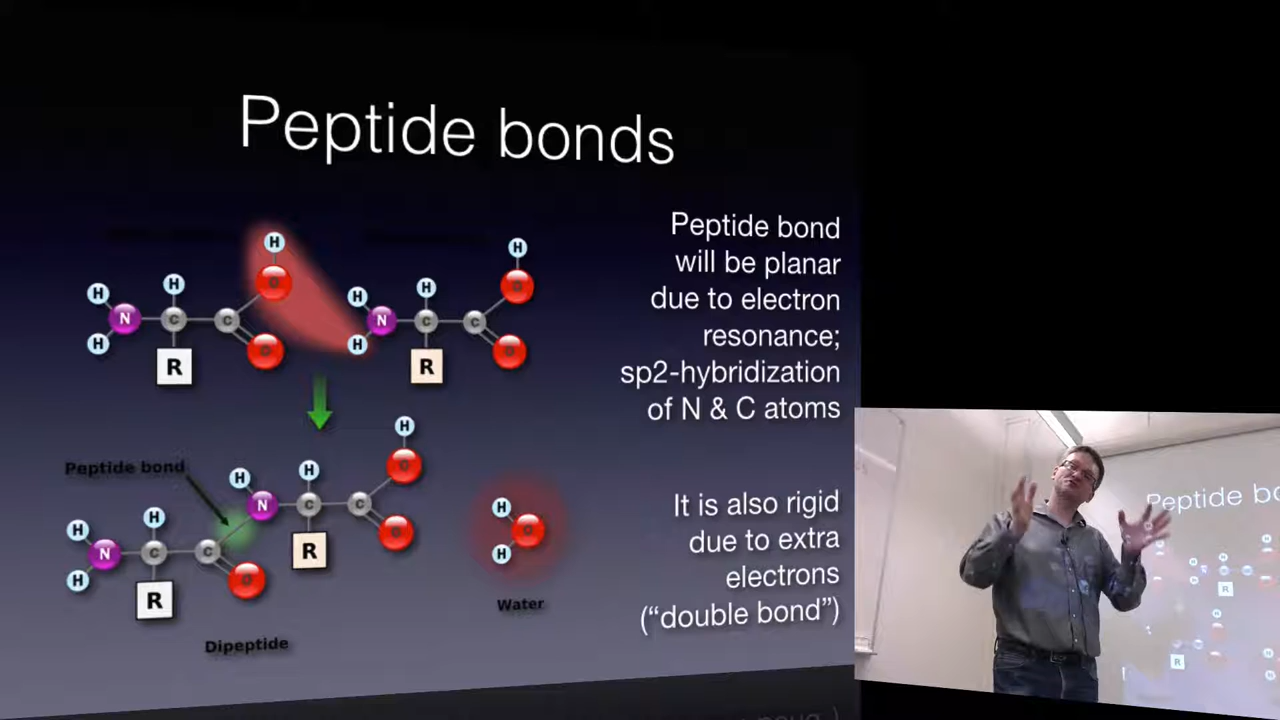 Peptide bonds
Peptide bond
will be planar
due to electron
resonance;
sp2-hybridization
of N & C atoms
It is also rigid
due to extra
electrons
(“double bond”)
H
H
H
H
O
H
H
N
C
C
N
C
C
O
H
H
O
O
R
R
H
H
O
Peptide bond
H
H
N
C
C
H
H
H
O
O
N
C
C
R
H
O
H
R
Water
Dipeptide
Peptide bo
R
R